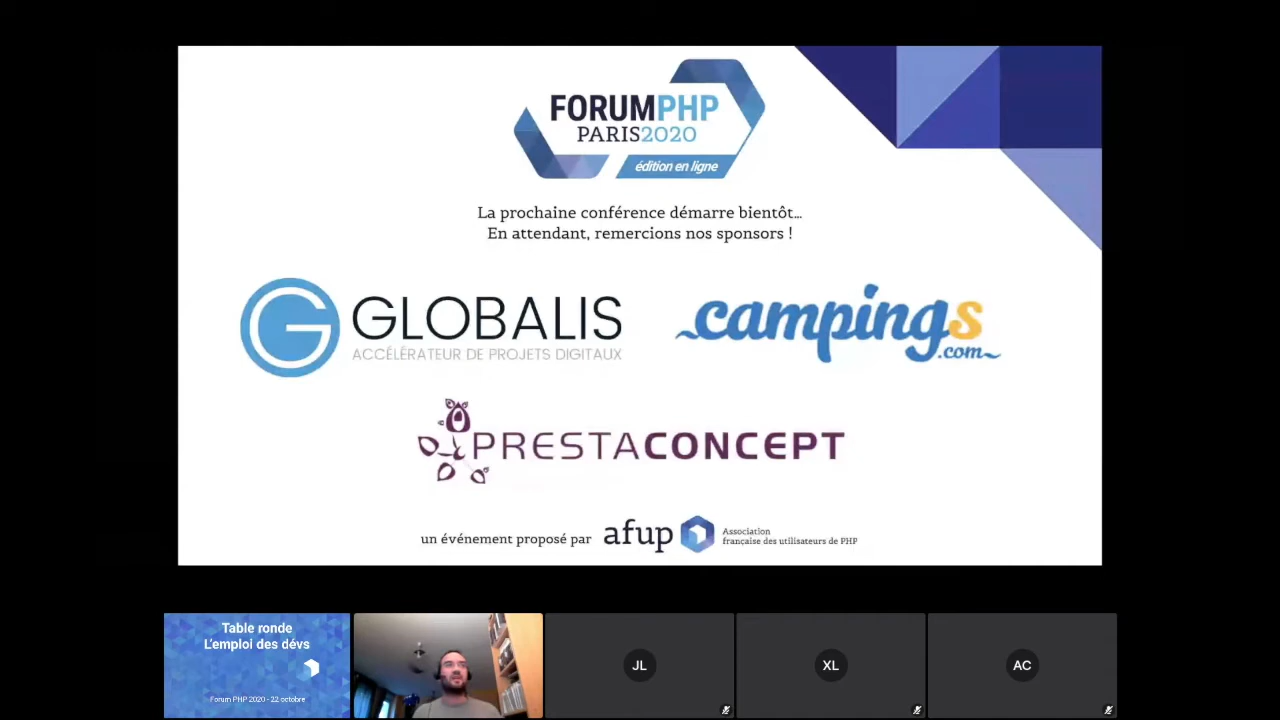 FORUMPHP
PARIS2020
édition en ligne
La prochaine conférence démarre bientôt...
En attendant, remercions nos sponsors !
G GLOBALIS
ACCÉLÉRATEUR DE PROJETS DIGITAUX
campings
.com
PRESTACONCEPT
un événement proposé par afup
Association
française des utilisateurs de PHP
Table ronde
L'emploi des dévs
Forum PHP 2020 - 22 octobre
JL
XL
AC